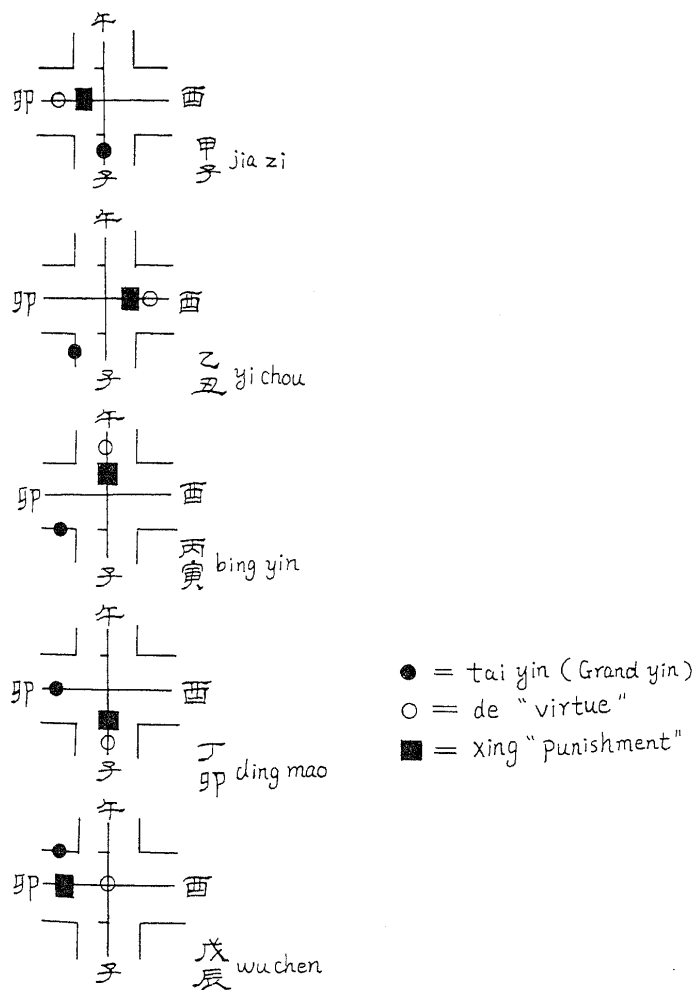 午
卯 酉
子
甲子 jia zi
午
卯 酉
子
乙丑 yi chou
午
卯 酉
子
丙寅 bing yin
午
卯 酉
子
丁卯 ding mao
午
卯 酉
子
戊辰 wu chen
= tai yin (Grand yin)
= de "virtue"
= xing "punishment"